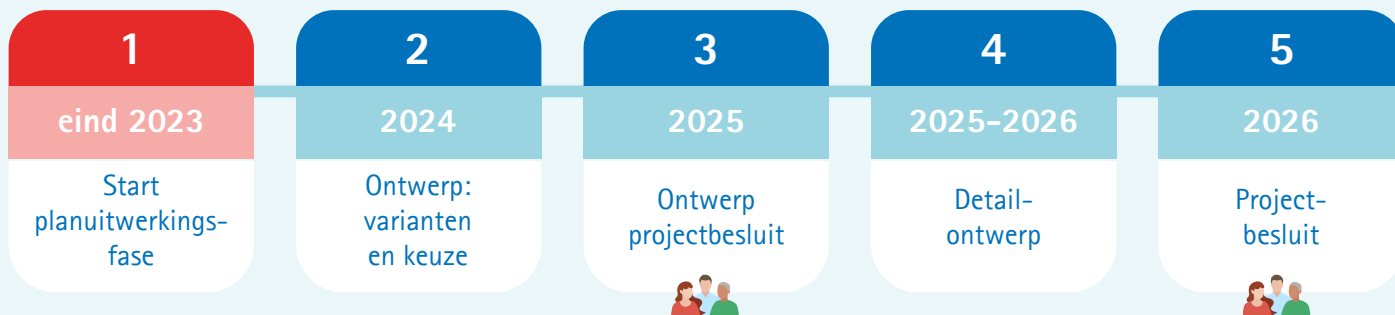 1
eind 2023
Start
planuitwerkings-
fase
2
2024
Ontwerp:
varianten
en keuze
3
2025
Ontwerp
projectbesluit
4
2025-2026
Detail-
ontwerp
5
2026
Project-
besluit